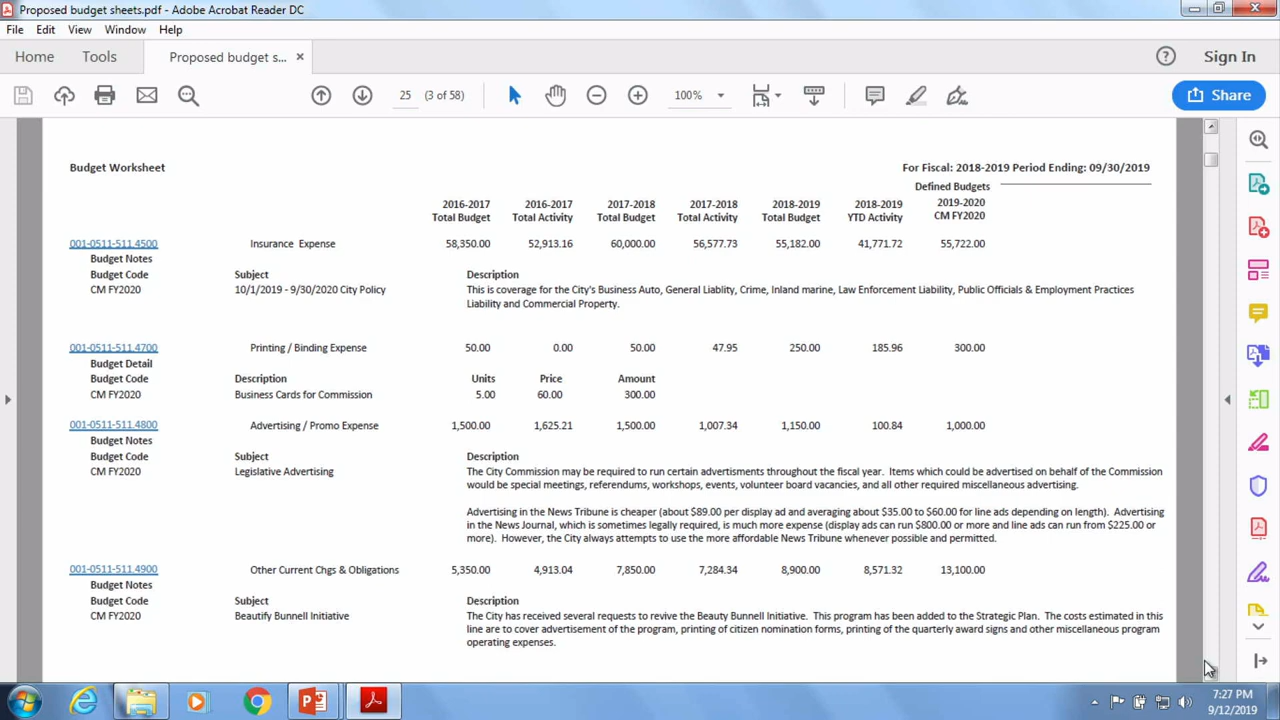 Proposed budget sheets.pdf - Adobe Acrobat Reader DC
File Edit View Window Help
Home Tools Proposed budget s... × Sign In
25 (3 of 58) 100% Share
Budget Worksheet For Fiscal: 2018-2019 Period Ending: 09/30/2019
Defined Budgets
2016-2017 2016-2017 2017-2018 2017-2018 2018-2019 2018-2019 2019-2020
Total Budget Total Activity Total Budget Total Activity Total Budget YTD Activity CM FY2020
001-0511-511.4500 Insurance Expense 58,350.00 52,913.16 60,000.00 56,577.73 55,182.00 41,771.72 55,722.00
Budget Notes
Budget Code Subject Description
CM FY2020 10/1/2019 - 9/30/2020 City Policy This is coverage for the City's Business Auto, General Liablity, Crime, Inland marine, Law Enforcement Liability, Public Officials & Employment Practices
Liability and Commercial Property.
001-0511-511.4700 Printing / Binding Expense 50.00 0.00 50.00 47.95 250.00 185.96 300.00
Budget Detail
Budget Code Description Units Price Amount
CM FY2020 Business Cards for Commission 5.00 60.00 300.00
001-0511-511.4800 Advertising / Promo Expense 1,500.00 1,625.21 1,500.00 1,007.34 1,150.00 100.84 1,000.00
Budget Notes
Budget Code Subject Description
CM FY2020 Legislative Advertising The City Commission may be required to run certain advertisments throughout the fiscal year. Items which could be advertised on behalf of the Commission
would be special meetings, referendums, workshops, events, volunteer board vacancies, and all other required miscellaneous advertising.
Advertising in the News Tribune is cheaper (about $89.00 per display ad and averaging about $35.00 to $60.00 for line ads depending on length). Advertising
in the News Journal, which is sometimes legally required, is much more expense (display ads can run $800.00 or more and line ads can run from $225.00 or
more). However, the City always attempts to use the more affordable News Tribune whenever possible and permitted.
001-0511-511.4900 Other Current Chgs & Obligations 5,350.00 4,913.04 7,850.00 7,284.34 8,900.00 8,571.32 13,100.00
Budget Notes
Budget Code Subject Description
CM FY2020 Beautify Bunnell Initiative The City has received several requests to revive the Beauty Bunnell Initiative. This program has been added to the Strategic Plan. The costs estimated in this
line are to cover advertisement of the program, printing of citizen nomination forms, printing of the quarterly award signs and other miscellaneous program
operating expenses.
7:27 PM
9/12/2019